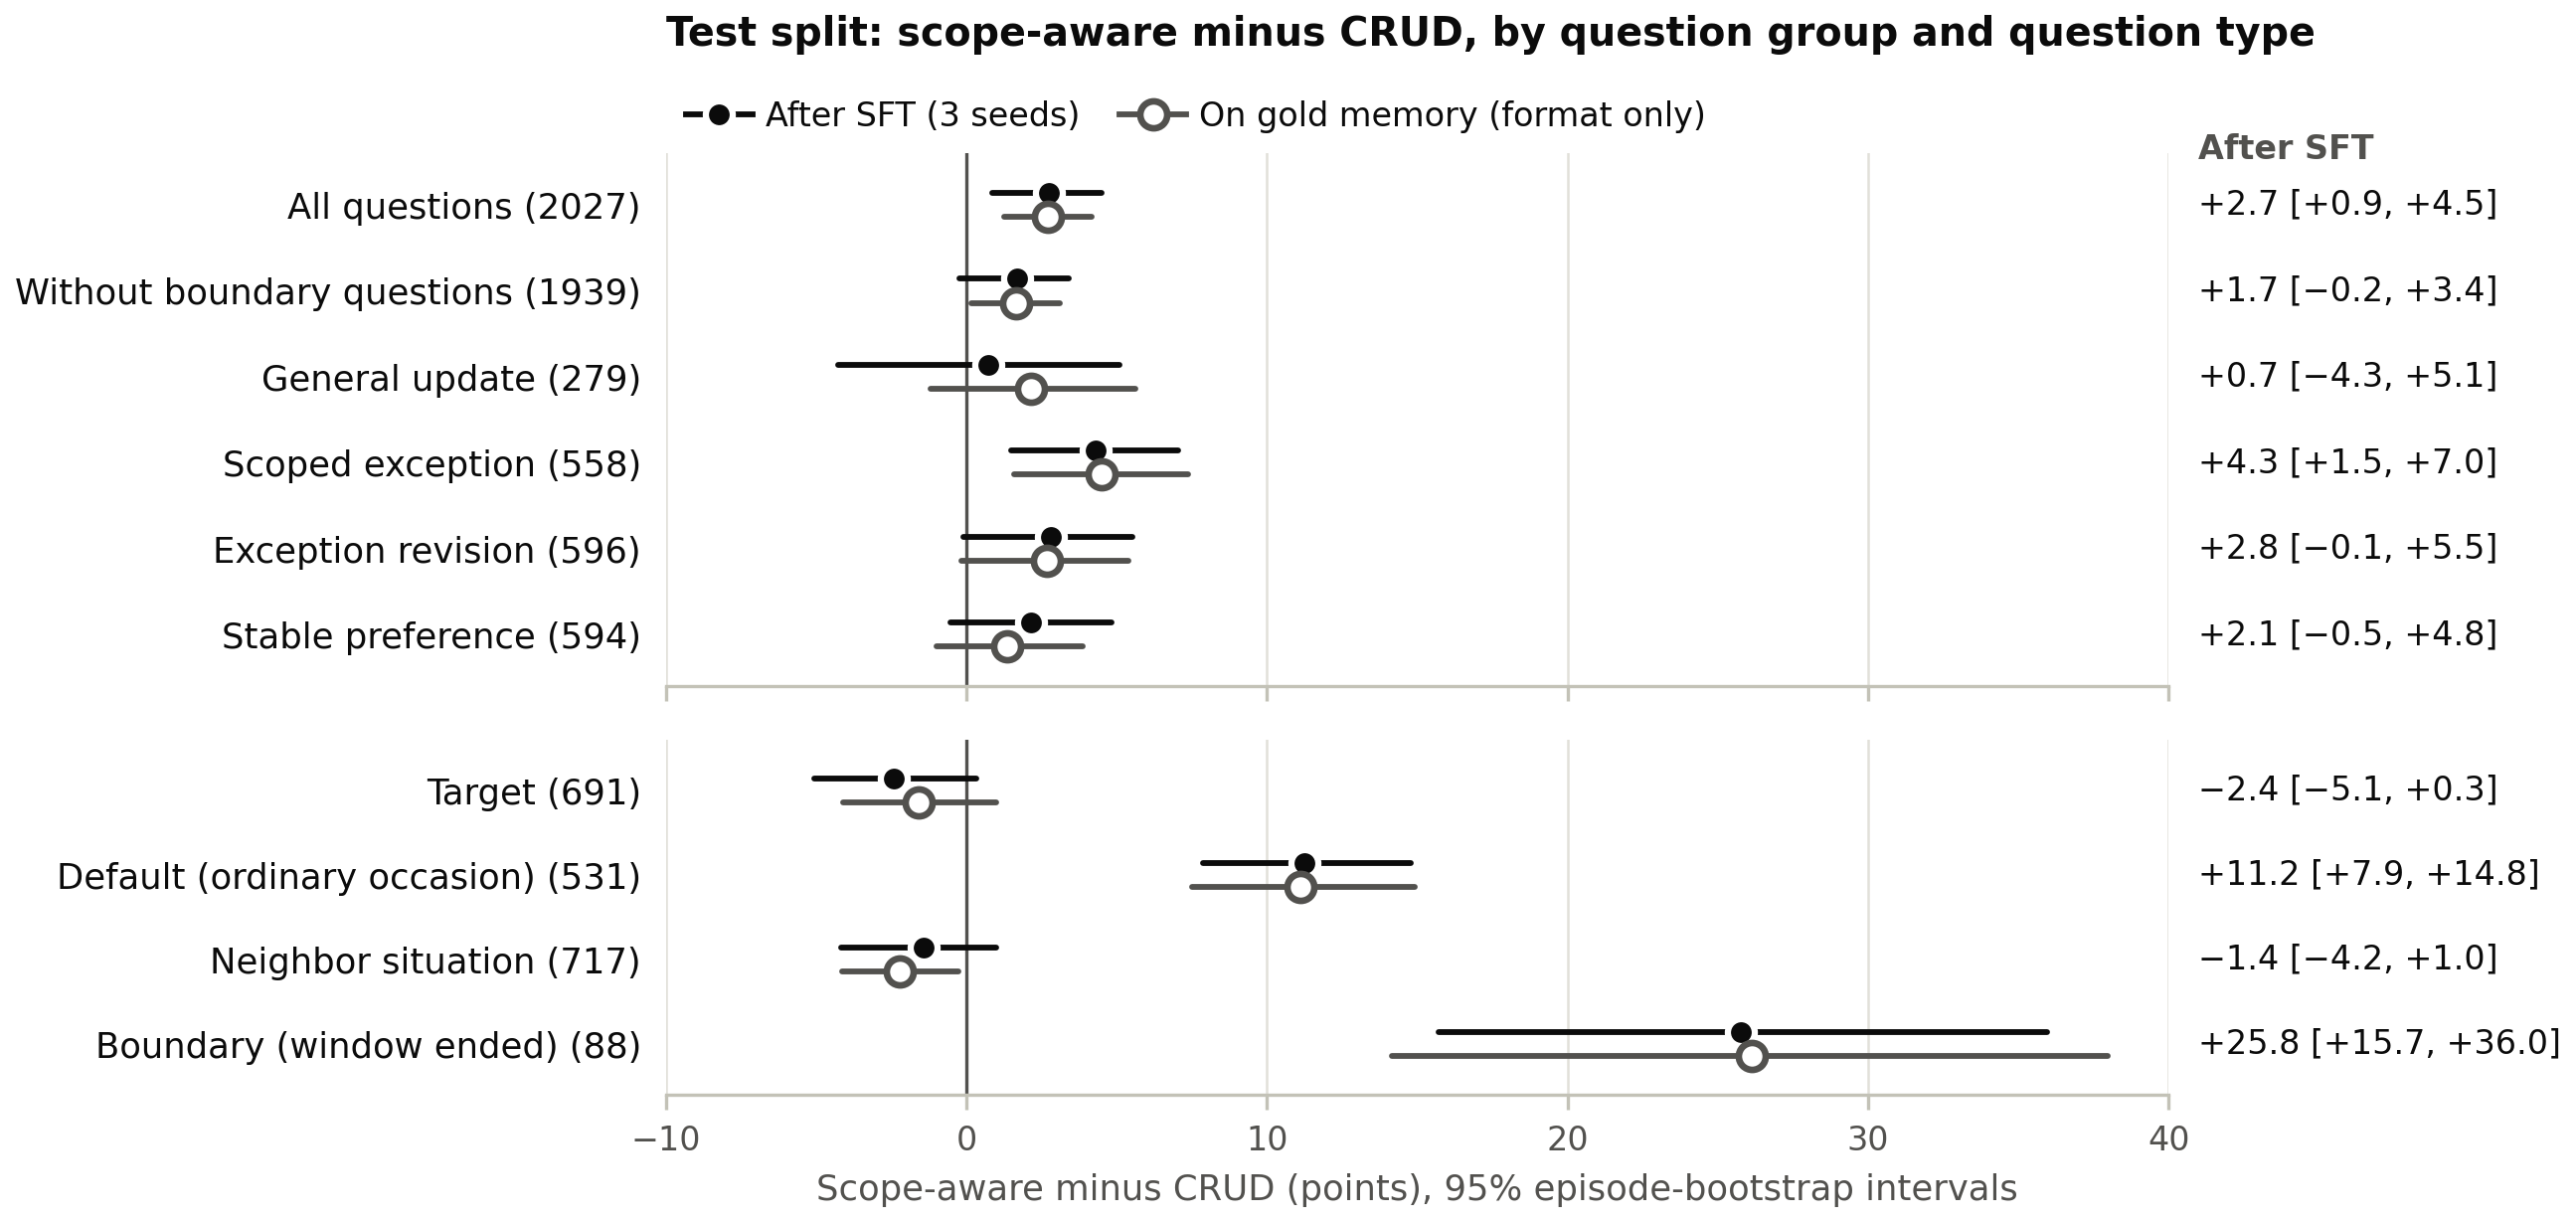 Test split: scope-aware minus CRUD, by question group and question type
After SFT (3 seeds)
On gold memory (format only)
After SFT
All questions (2027)
+2.7 [+0.9, +4.5]
Without boundary questions (1939)
+1.7 [−0.2, +3.4]
General update (279)
+0.7 [−4.3, +5.1]
Scoped exception (558)
+4.3 [+1.5, +7.0]
Exception revision (596)
+2.8 [−0.1, +5.5]
Stable preference (594)
+2.1 [−0.5, +4.8]
Target (691)
−2.4 [−5.1, +0.3]
Default (ordinary occasion) (531)
+11.2 [+7.9, +14.8]
Neighbor situation (717)
−1.4 [−4.2, +1.0]
Boundary (window ended) (88)
+25.8 [+15.7, +36.0]
−10 0 10 20 30 40
Scope-aware minus CRUD (points), 95% episode-bootstrap intervals